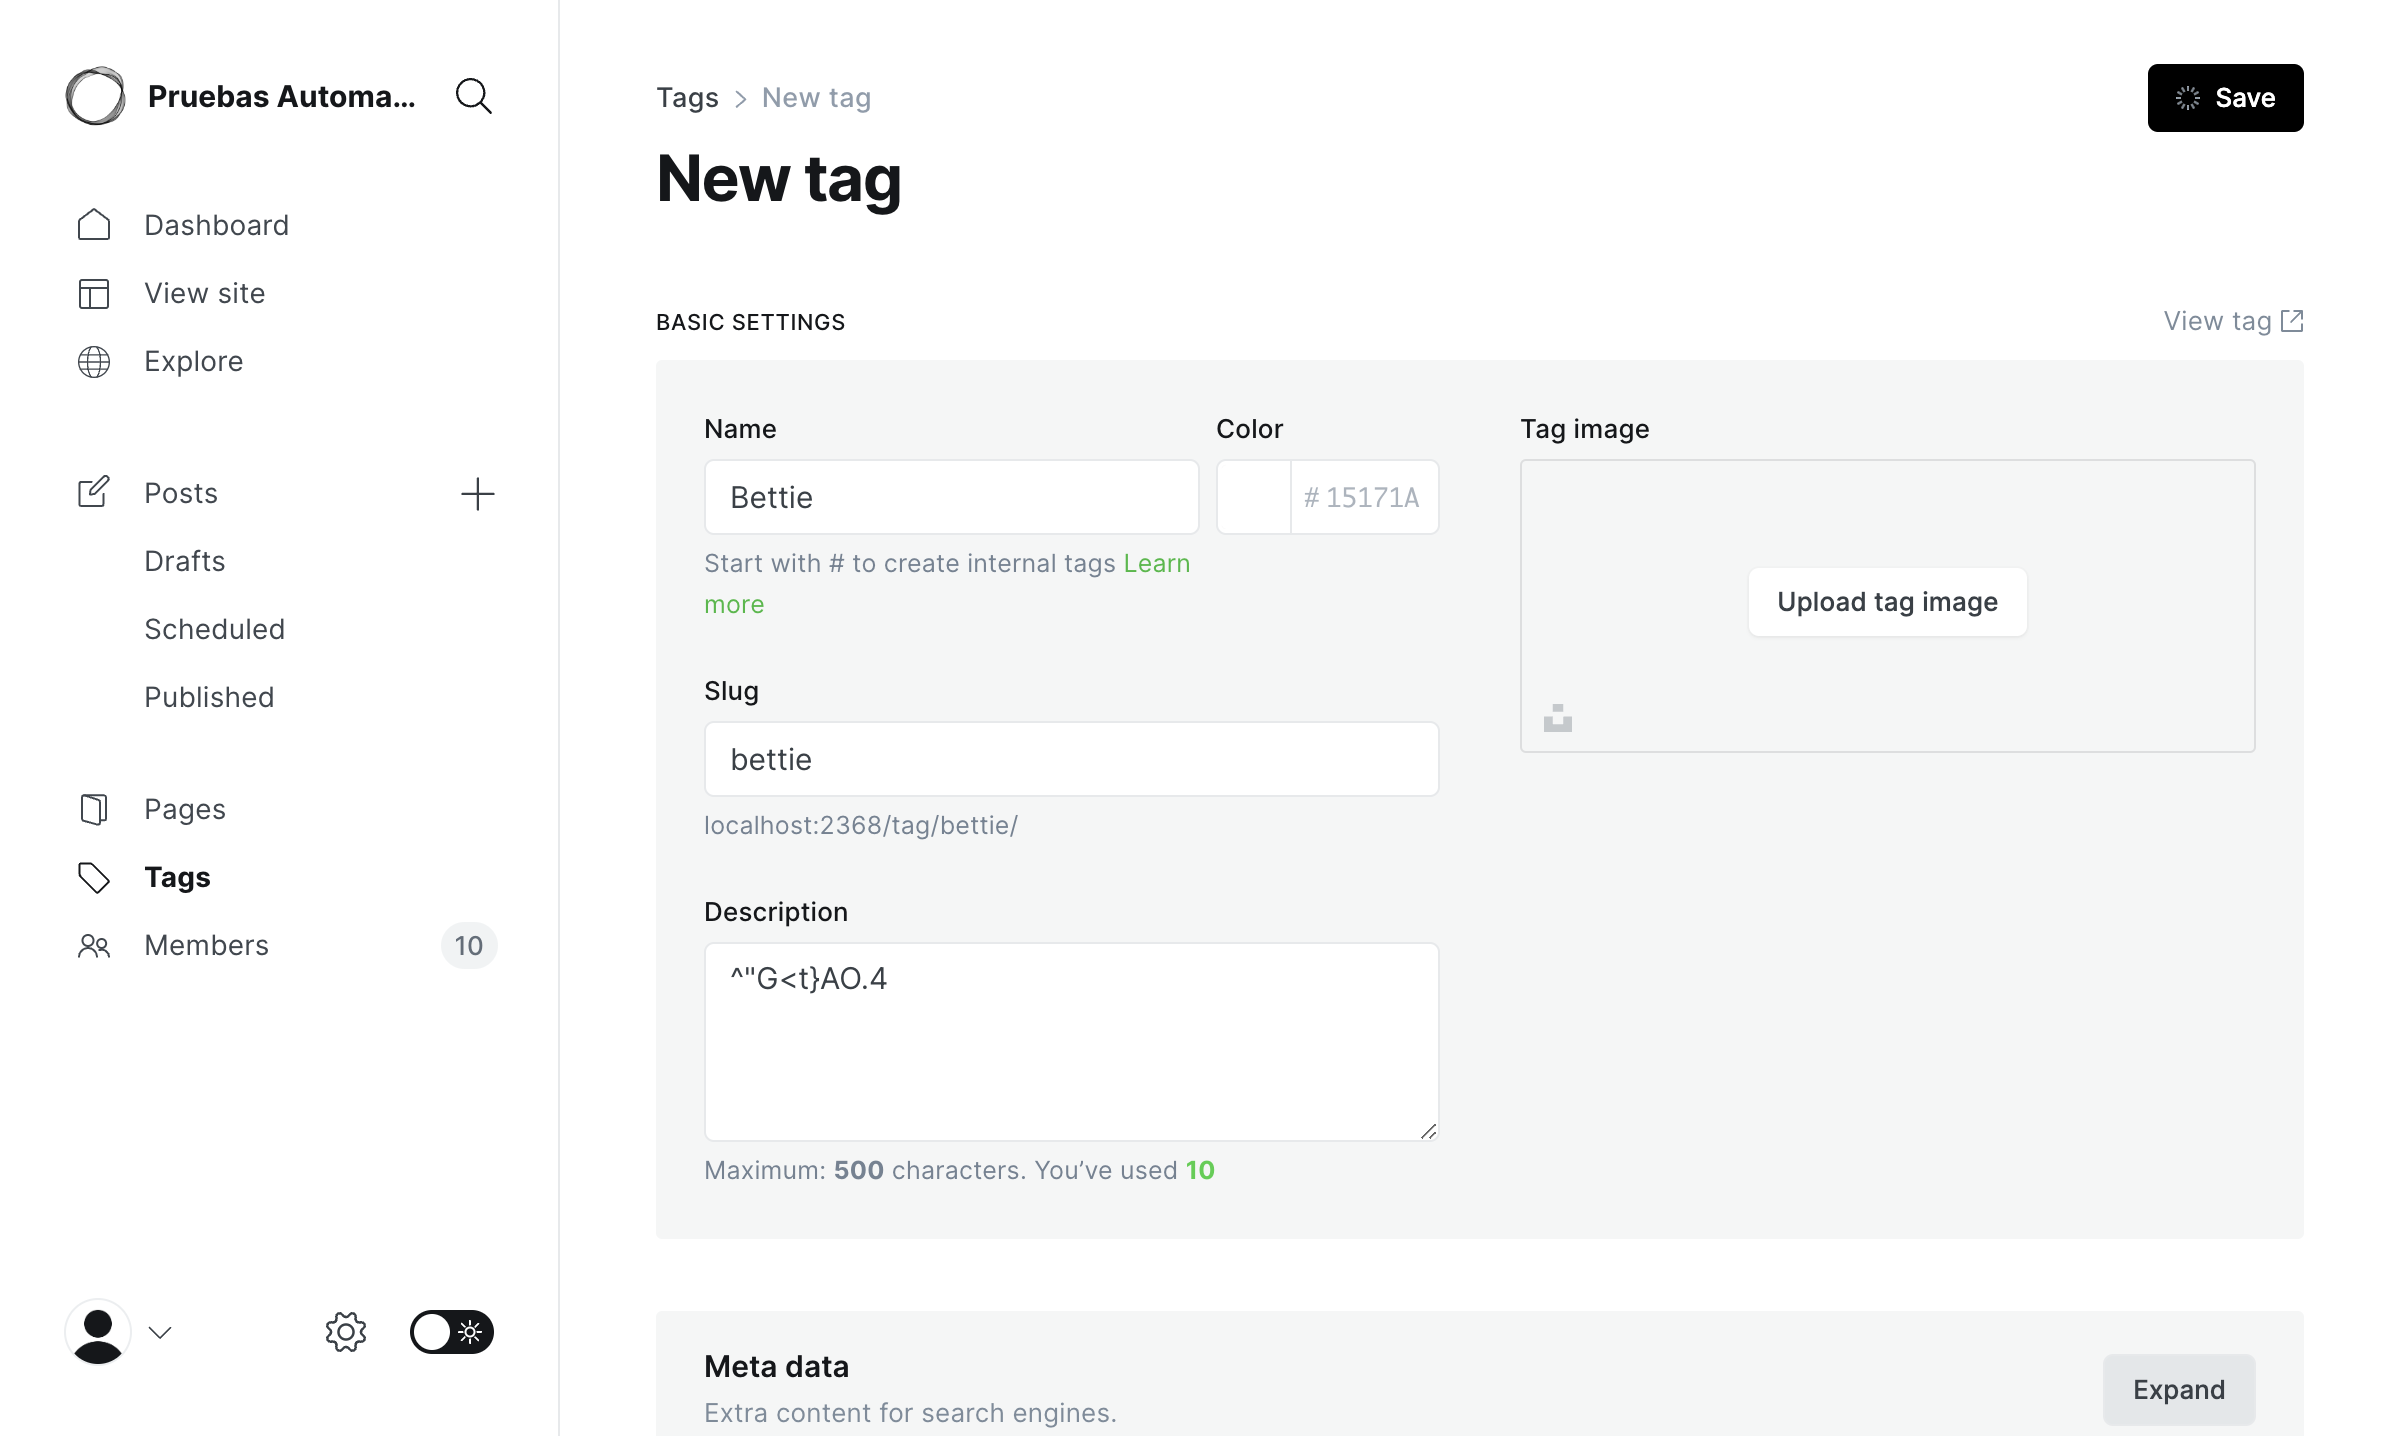 Pruebas Automa...
Dashboard
View site
Explore
Posts
Drafts
Scheduled
Published
Pages
Tags
Members 10
Tags > New tag
Save
New tag
BASIC SETTINGS
View tag
Name
Bettie
Start with # to create internal tags Learn
more
Color
# 15171A
Slug
bettie
localhost:2368/tag/bettie/
Description
^"G<t}AO.4
Maximum: 500 characters. You’ve used 10
Tag image
Upload tag image
Meta data
Extra content for search engines.
Expand